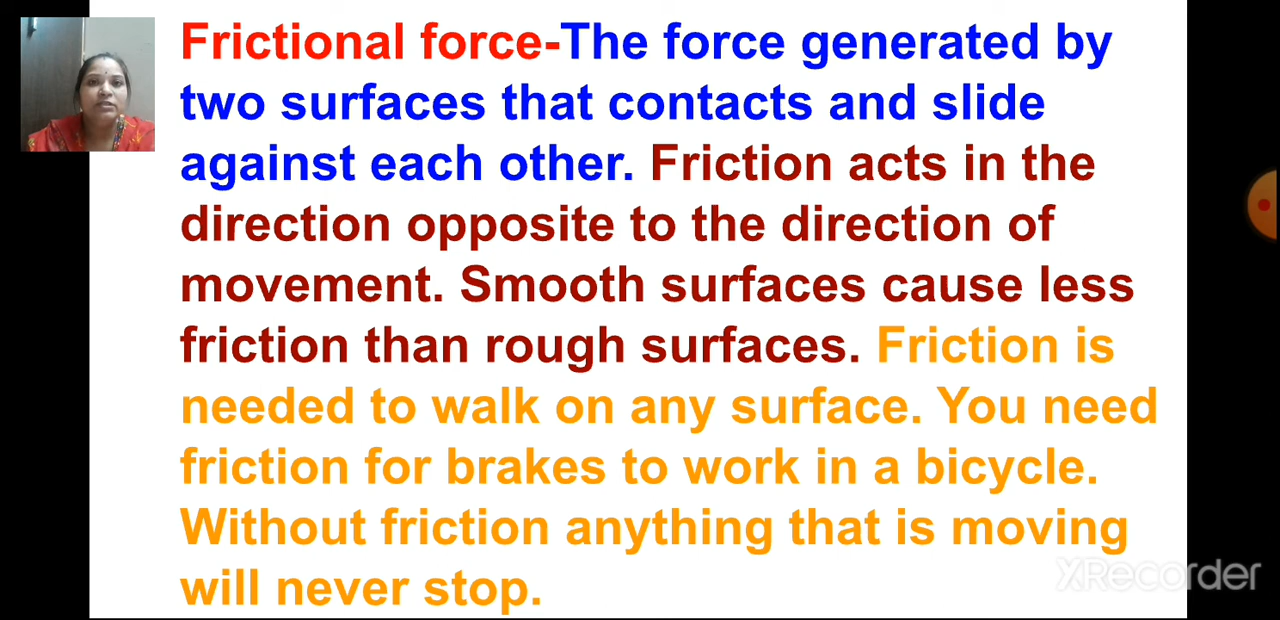 Frictional force-The force generated by
two surfaces that contacts and slide
against each other. Friction acts in the
direction opposite to the direction of
movement. Smooth surfaces cause less
friction than rough surfaces. Friction is
needed to walk on any surface. You need
friction for brakes to work in a bicycle.
Without friction anything that is moving
will never stop.
XRecorder